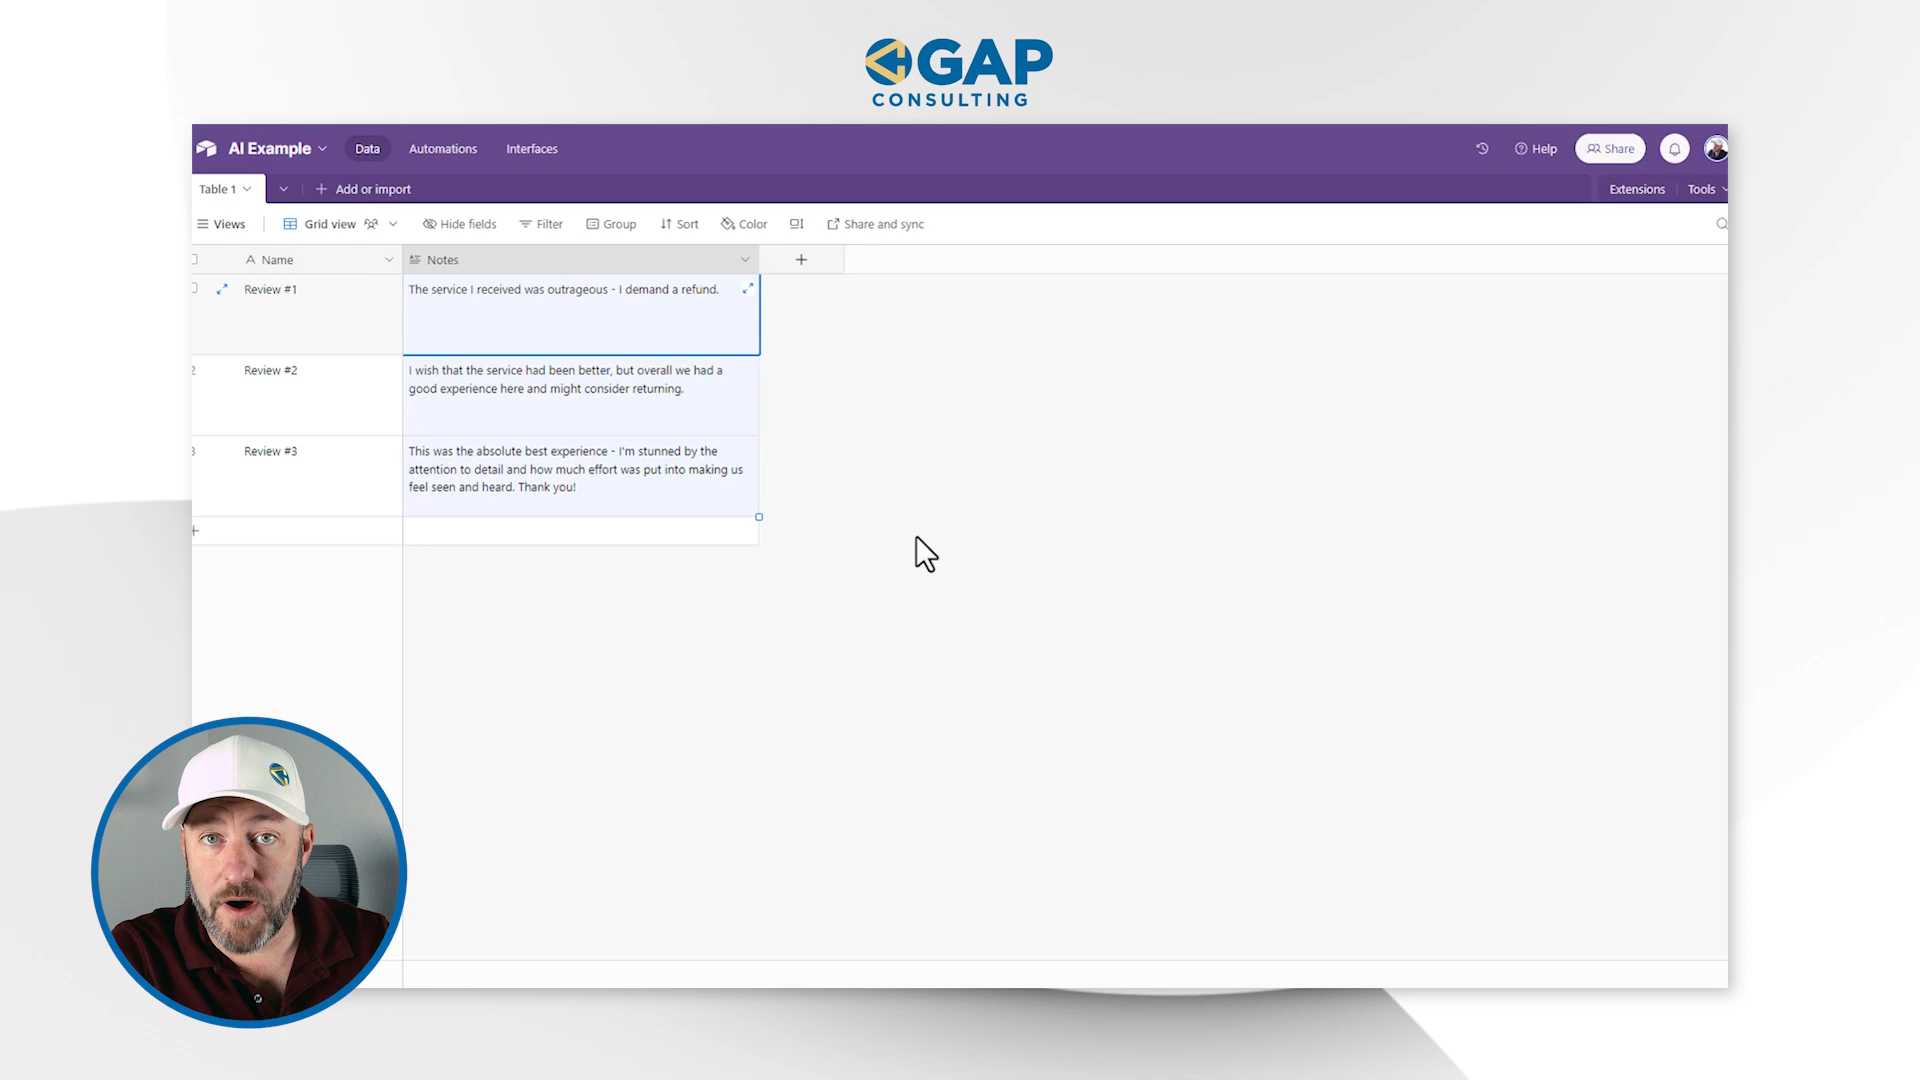 GAP
CONSULTING
AI Example
Data
Automations
Interfaces
Help
Share
Table 1
Add or import
Extensions
Tools
Views
Grid view
Hide fields
Filter
Group
Sort
Color
Share and sync
Name
Notes
Review #1
The service I received was outrageous - I demand a refund.
2
Review #2
I wish that the service had been better, but overall we had a
good experience here and might consider returning.
3
Review #3
This was the absolute best experience - I'm stunned by the
attention to detail and how much effort was put into making us
feel seen and heard. Thank you!